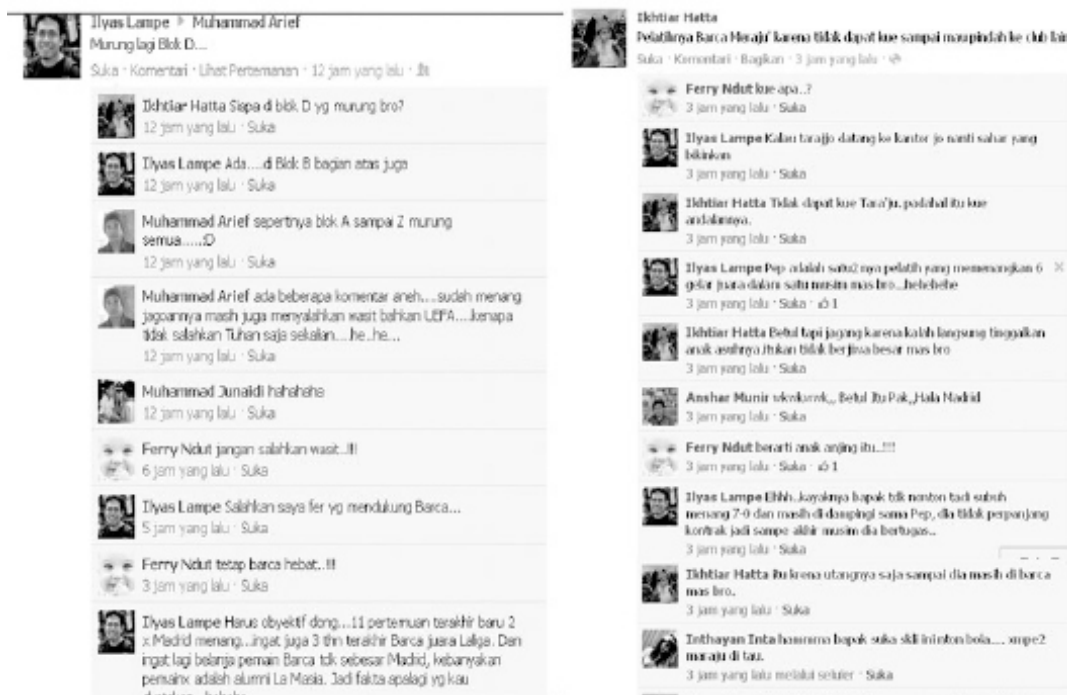 Ilyas Lampe Muhammad Arief
Murung lagi Blok D....
Suka · Komentari · Lihat Pertemanan · 12 jam yang lalu
Ikhtiar Hatta Siapa di blok D yg murung bro?
12 jam yang lalu · Suka
Ilyas Lampe Ada....di Blok B bagian atas juga
12 jam yang lalu · Suka
Muhammad Arief sepertnya blok A sampai Z murung
semua.....:D
12 jam yang lalu · Suka
Muhammad Arief ada beberapa komentar aneh....sudah menang
jagoannya masih juga menyalahkan wasit bahkan UEFA....kenapa
tidak salahkan Tuhan saja sekalian....he..he...
12 jam yang lalu · Suka
Muhammad Junaidi hahahaha
12 jam yang lalu · Suka
Ferry Ndut jangan salahkan wasit..!!!
6 jam yang lalu · Suka
Ilyas Lampe Salahkan saya fer yg mendukung Barca...
5 jam yang lalu · Suka
Ferry Ndut tetap barca hebat..!!!
3 jam yang lalu · Suka
Ilyas Lampe Harus obyektif dong...11 pertemuan terakhir baru 2
x Madrid menang...ingat juga 3 thn terakhir Barca juara Laliga. Dan
ingat lagi belanja pemain Barca tdk sebesar Madrid, kebanyakan
pemainx adalah alumni La Masia. Jadi fakta apalagi yg kau
Ikhtiar Hatta
Pelatihnya Barca Meraju' karena tidak dapat kue sampai maupindah ke club lain
Suka · Komentari · Bagikan · 3 jam yang lalu
Ferry Ndut kue apa..?
3 jam yang lalu · Suka
Ilyas Lampe Kalau tarajjo datang ke kantor jo nanti sahar yang
bikinkan
3 jam yang lalu · Suka
Ikhtiar Hatta Tidak dapat kue Tara'ju. padahal itu kue
andalannya.
3 jam yang lalu · Suka
Ilyas Lampe Pep adalah satu2 nya pelatih yang memenangkan 6
gelar juara dalam satu musim mas bro...hehehehe
3 jam yang lalu · Suka · 1
Ikhtiar Hatta Betul tapi jagang karena kalah langsung tinggalkan
anak asuhnya.itukan tidak berjiwa besar mas bro
3 jam yang lalu · Suka
Anshar Munir wkwkwwk,, Betul Itu Pak,,Hala Madrid
3 jam yang lalu · Suka
Ferry Ndut berarti anak anjing itu..!!!!
3 jam yang lalu · Suka · 1
Ilyas Lampe Ehhh..kayaknya bapak tdk nonton tadi subuh
menang 7-0 dan masih di dampingi sama Pep, dia tidak perpanjang
kontrak jadi sampe akhir musim dia bertugas..
3 jam yang lalu · Suka
Ikhtiar Hatta Itu krena utangnya saja sampai dia masih di barca
mas bro.
3 jam yang lalu · Suka
Inthayan Inta bapak suka skli ini nton bola..... smpe2
maraju di tau.
3 jam yang lalu melalui seluler · Suka